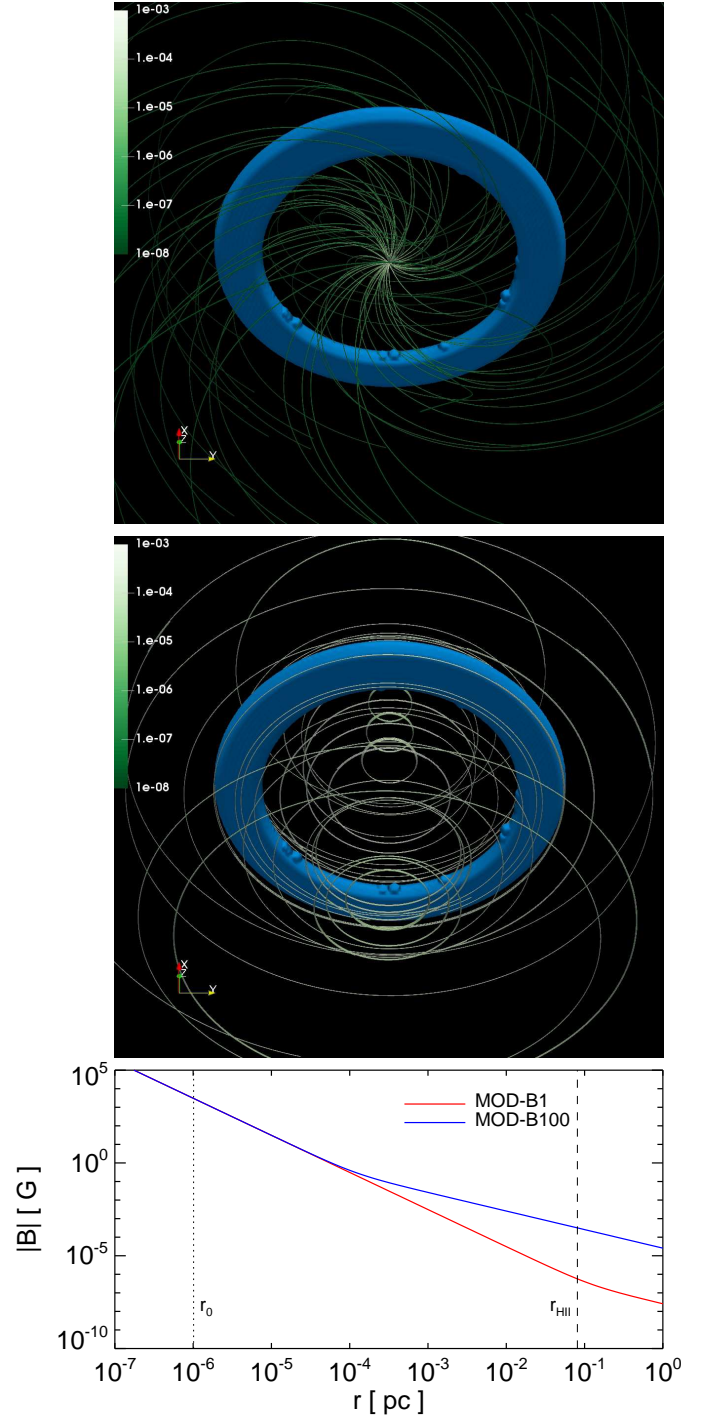 1e-03
1.e-04
1.e-05
1.e-06
1.e-07
1e-08
X
Z
Y
1e-03
1.e-04
1.e-05
1.e-06
1.e-07
1e-08
X
Z
Y
10^5
10^0
10^-5
10^-10
|B| [ G ]
MOD-B1
MOD-B100
r_0
r_HII
10^-7
10^-6
10^-5
10^-4
10^-3
10^-2
10^-1
10^0
r [ pc ]